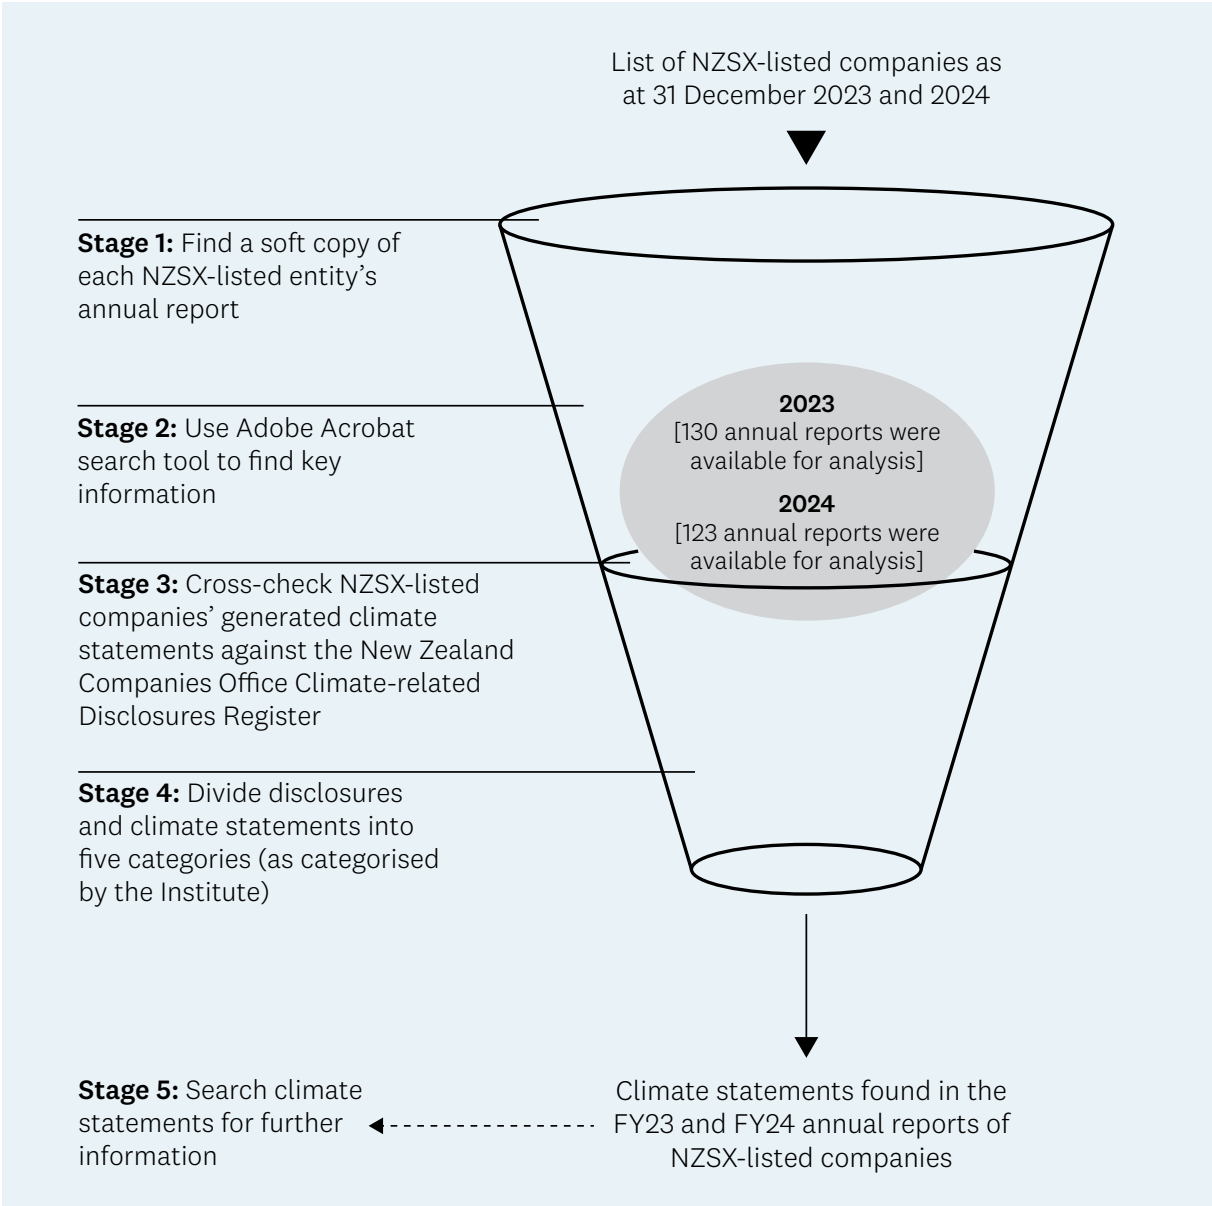 List of NZSX-listed companies as
at 31 December 2023 and 2024
Stage 1: Find a soft copy of
each NZSX-listed entity’s
annual report
Stage 2: Use Adobe Acrobat
search tool to find key
information
2023
[130 annual reports were
available for analysis]
2024
[123 annual reports were
available for analysis]
Stage 3: Cross-check NZSX-listed
companies’ generated climate
statements against the New Zealand
Companies Office Climate-related
Disclosures Register
Stage 4: Divide disclosures
and climate statements into
five categories (as categorised
by the Institute)
Climate statements found in the
FY23 and FY24 annual reports of
NZSX-listed companies
Stage 5: Search climate
statements for further
information